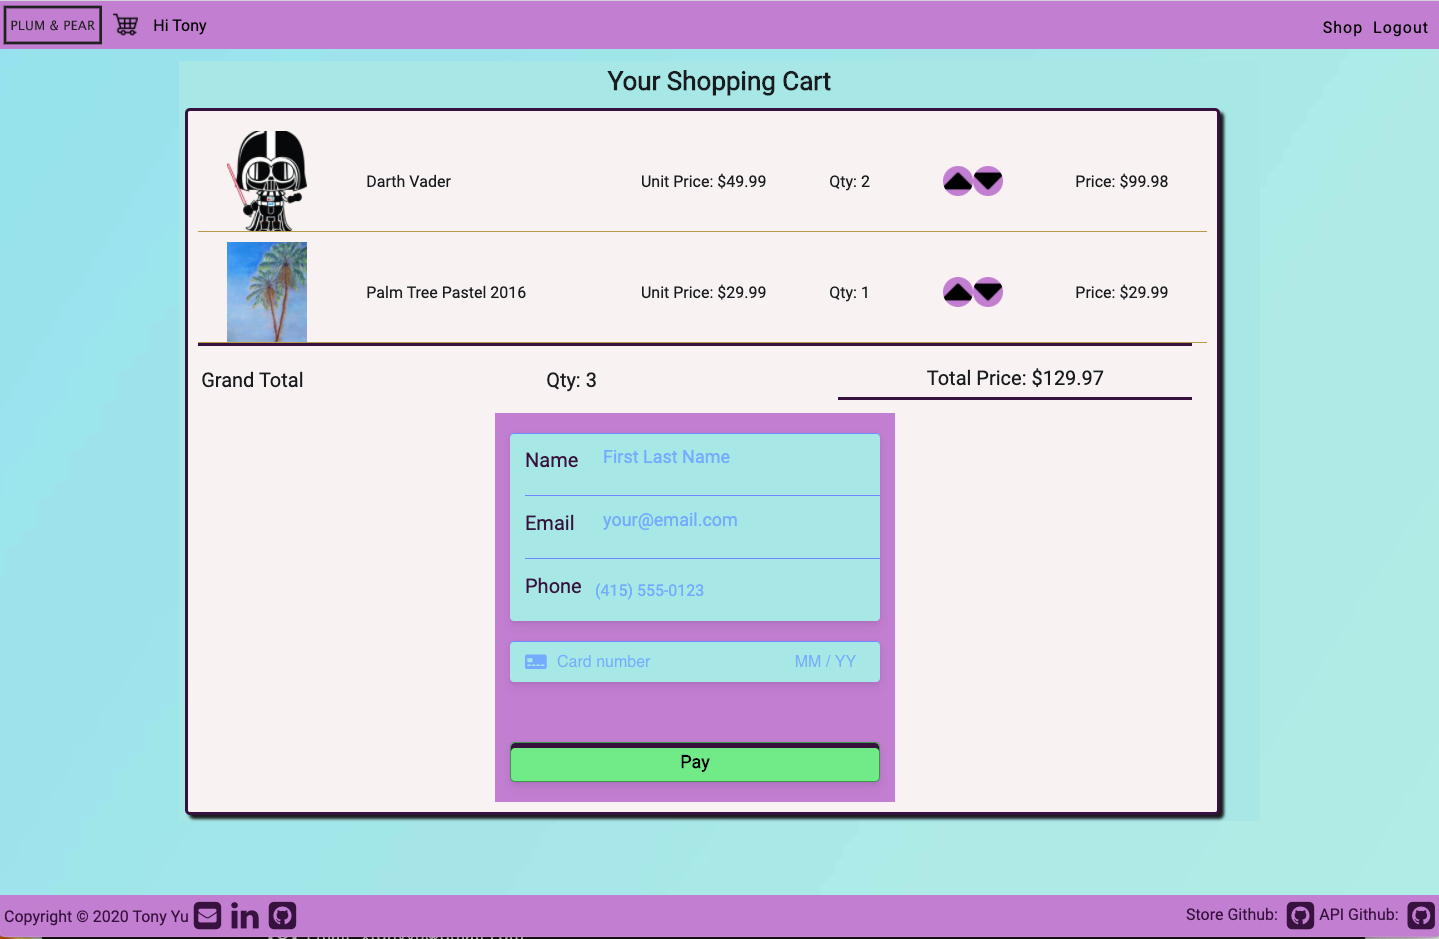 PLUM & PEAR Hi Tony Shop Logout
Your Shopping Cart
Darth Vader Unit Price: $49.99 Qty: 2 Price: $99.98
Palm Tree Pastel 2016 Unit Price: $29.99 Qty: 1 Price: $29.99
Grand Total Qty: 3 Total Price: $129.97
Name First Last Name
Email your@email.com
Phone (415) 555-0123
Card number MM / YY
Pay
Copyright © 2020 Tony Yu in Store Github: API Github: